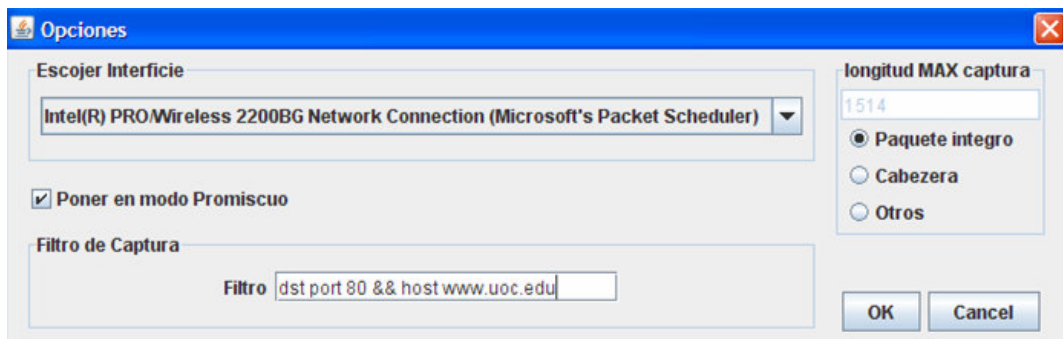 Opciones
Escojer Interficie
Intel(R) PRO/Wireless 2200BG Network Connection (Microsoft's Packet Scheduler)
longitud MAX captura
1514
Paquete integro
Cabezera
Otros
Poner en modo Promiscuo
Filtro de Captura
Filtro dst port 80 && host www.uoc.edu
OK Cancel